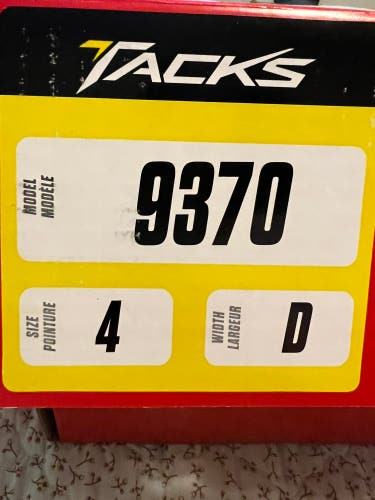 TACKS
MODEL
MODÈLE
9370
SIZE
POINTURE
4
WIDTH
LARGEUR
D